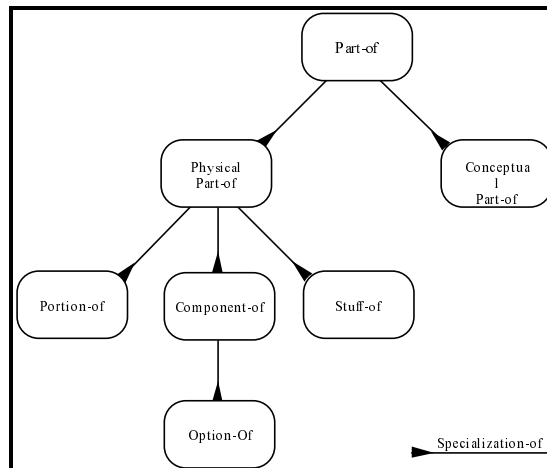 Part-of
Physical
Part-of
Conceptua
l
Part-of
Portion-of
Component-of
Stuff-of
Option-Of
Specialization-of